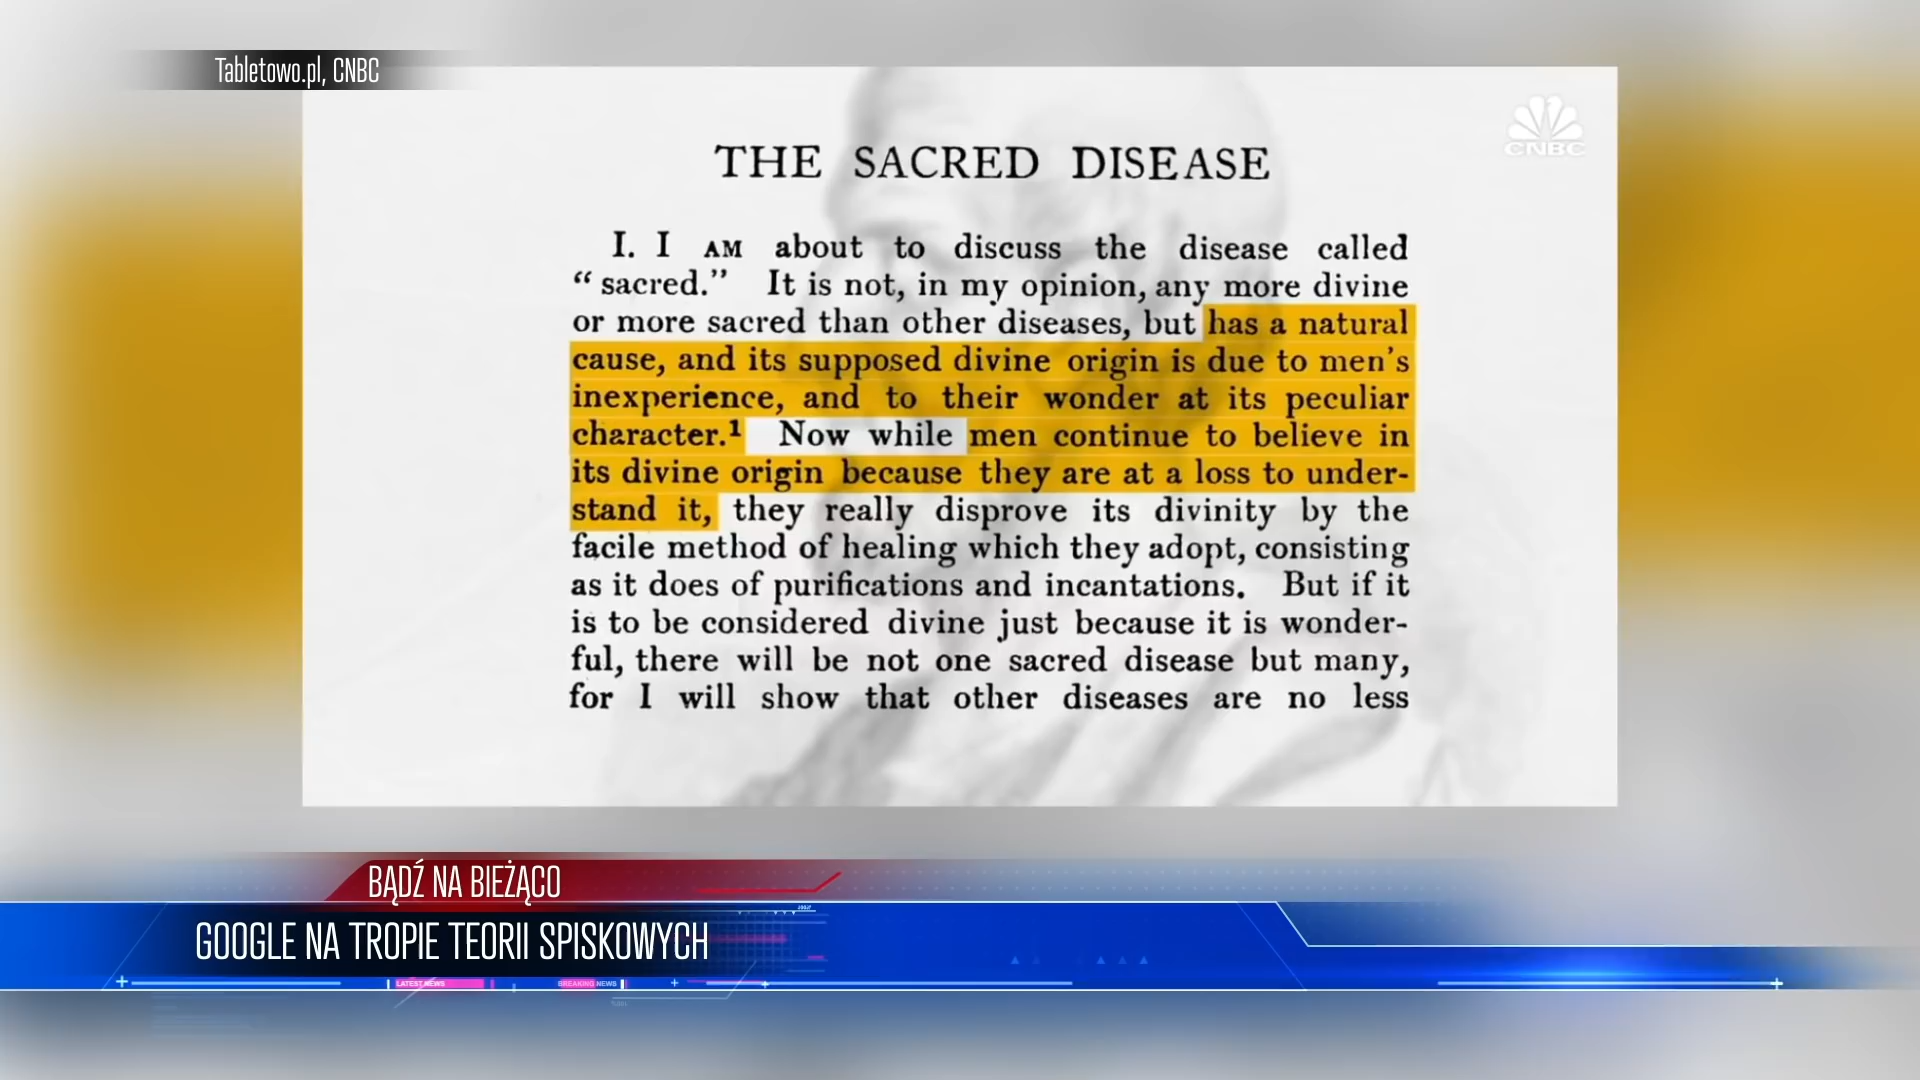 Tabletowo.pl, CNBC
CNBC
THE SACRED DISEASE
I. I AM about to discuss the disease called
“ sacred.” It is not, in my opinion, any more divine
or more sacred than other diseases, but has a natural
cause, and its supposed divine origin is due to men’s
inexperience, and to their wonder at its peculiar
character.¹ Now while men continue to believe in
its divine origin because they are at a loss to under-
stand it, they really disprove its divinity by the
facile method of healing which they adopt, consisting
as it does of purifications and incantations. But if it
is to be considered divine just because it is wonder-
ful, there will be not one sacred disease but many,
for I will show that other diseases are no less
BĄDŹ NA BIEŻĄCO
GOOGLE NA TROPIE TEORII SPISKOWYCH
LATEST NEWS
BREAKING NEWS